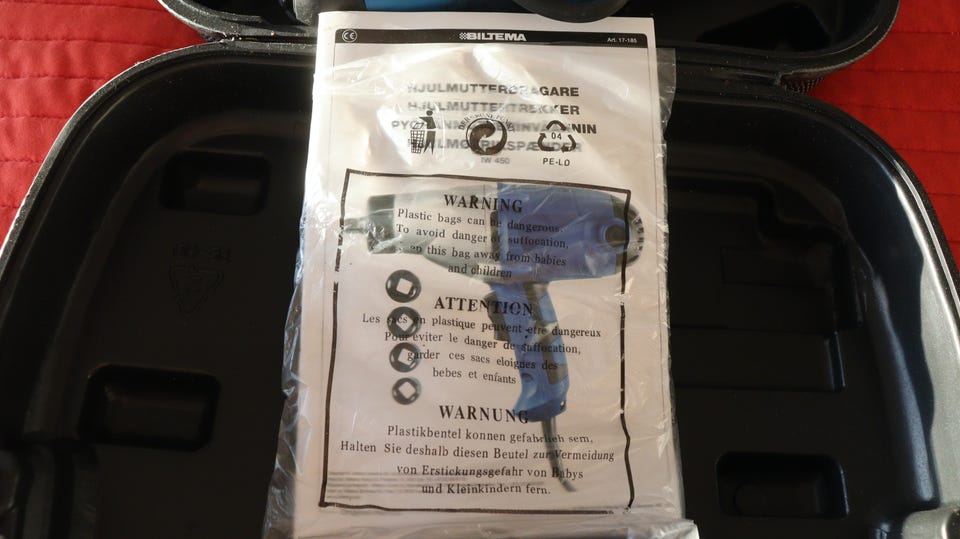 CE
BILTEMA
Art. 17-185
HJULMUTTERDRAGARE
HJULMUTTERTREKKER
IW 450
04
PE-LD
WARNING
Plastic bags can be dangerous.
To avoid danger of suffocation,
this bag away from babies
and children
ATTENTION
Les sacs en plastique peuvent etre dangereux
Pour eviter le danger de suffocation,
garder ces sacs eloignes des
bebes et enfants
WARNUNG
Plastikbentel konnen gefahrlich sem,
Halten Sie deshalb diesen Beutel zur Vermeidung
von Erstickungsgefahr von Babys
und Kleinkindern fern.